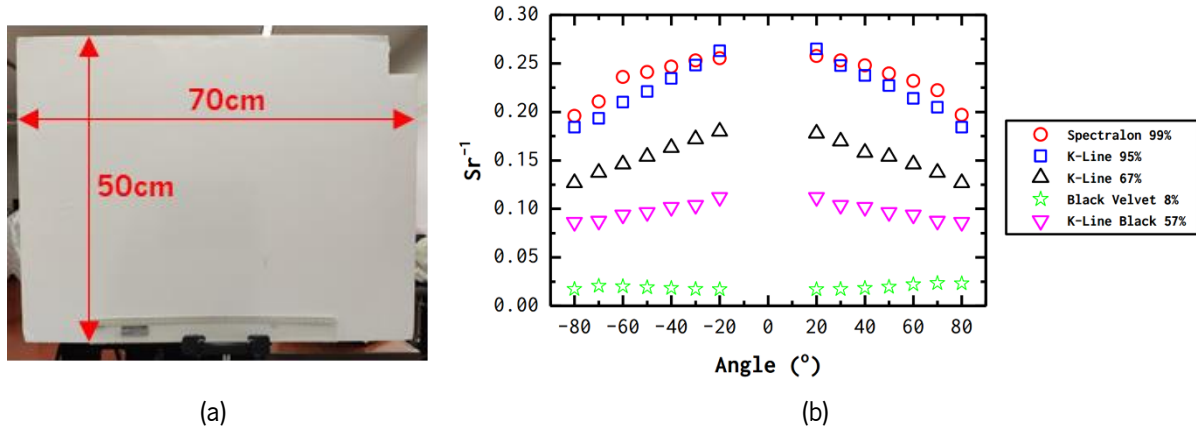 70cm
50cm
(a)
0.30
0.25
0.20
0.15
0.10
0.05
0.00
Sr⁻¹
-80 -60 -40 -20 0 20 40 60 80
Angle (º)
Spectralon 99%
K-Line 95%
K-Line 67%
Black Velvet 8%
K-Line Black 57%
(b)